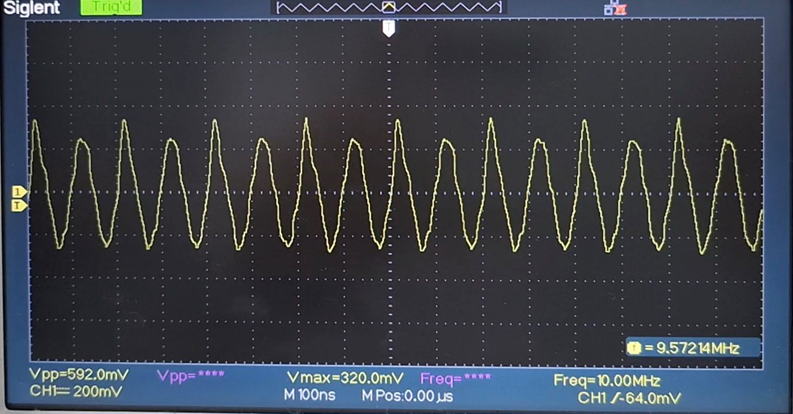 Siglent Trig'd
1
T
= 9.57214MHz
Vpp=592.0mV Vpp=**** Vmax=320.0mV Freq=**** Freq=10.00MHz
CH1= 200mV M 100ns M Pos:0.00µs CH1 /-64.0mV